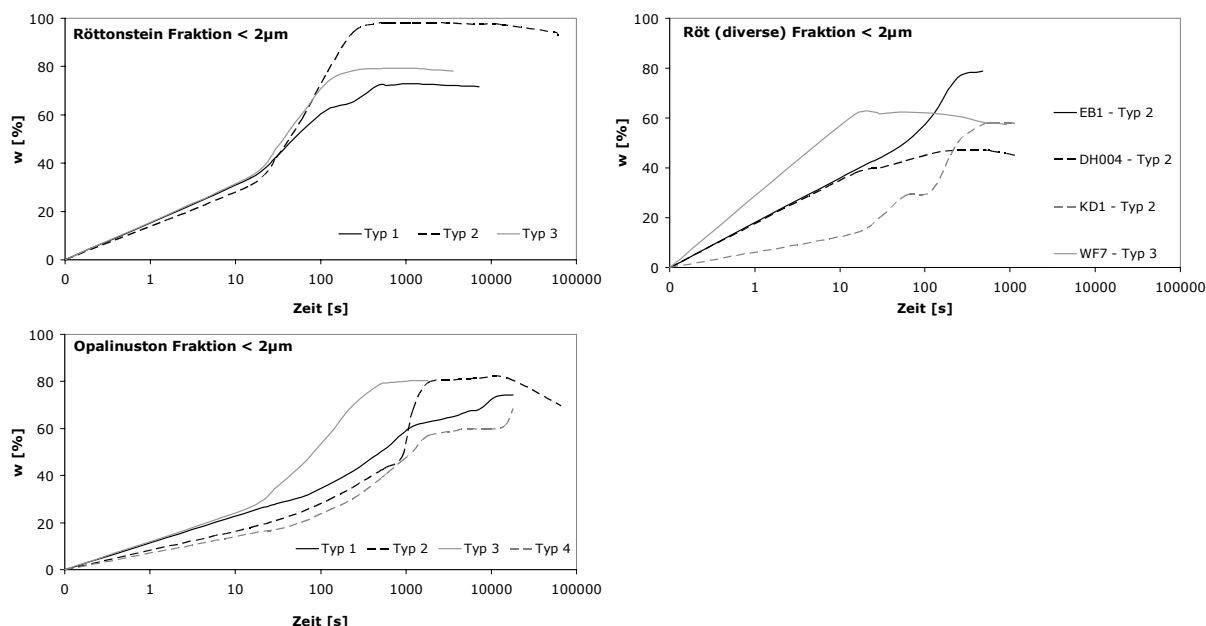 Röttonstein Fraktion < 2µm
w [%]
100
80
60
40
20
0
0 1 10 100 1000 10000 100000
Zeit [s]
Typ 1 Typ 2 Typ 3
Röt (diverse) Fraktion < 2µm
w [%]
100
80
60
40
20
0
0 1 10 100 1000 10000 100000
Zeit [s]
EB1 - Typ 2
DH004 - Typ 2
KD1 - Typ 2
WF7 - Typ 3
Opalinuston Fraktion < 2µm
w [%]
100
80
60
40
20
0
0 1 10 100 1000 10000 100000
Zeit [s]
Typ 1 Typ 2 Typ 3 Typ 4